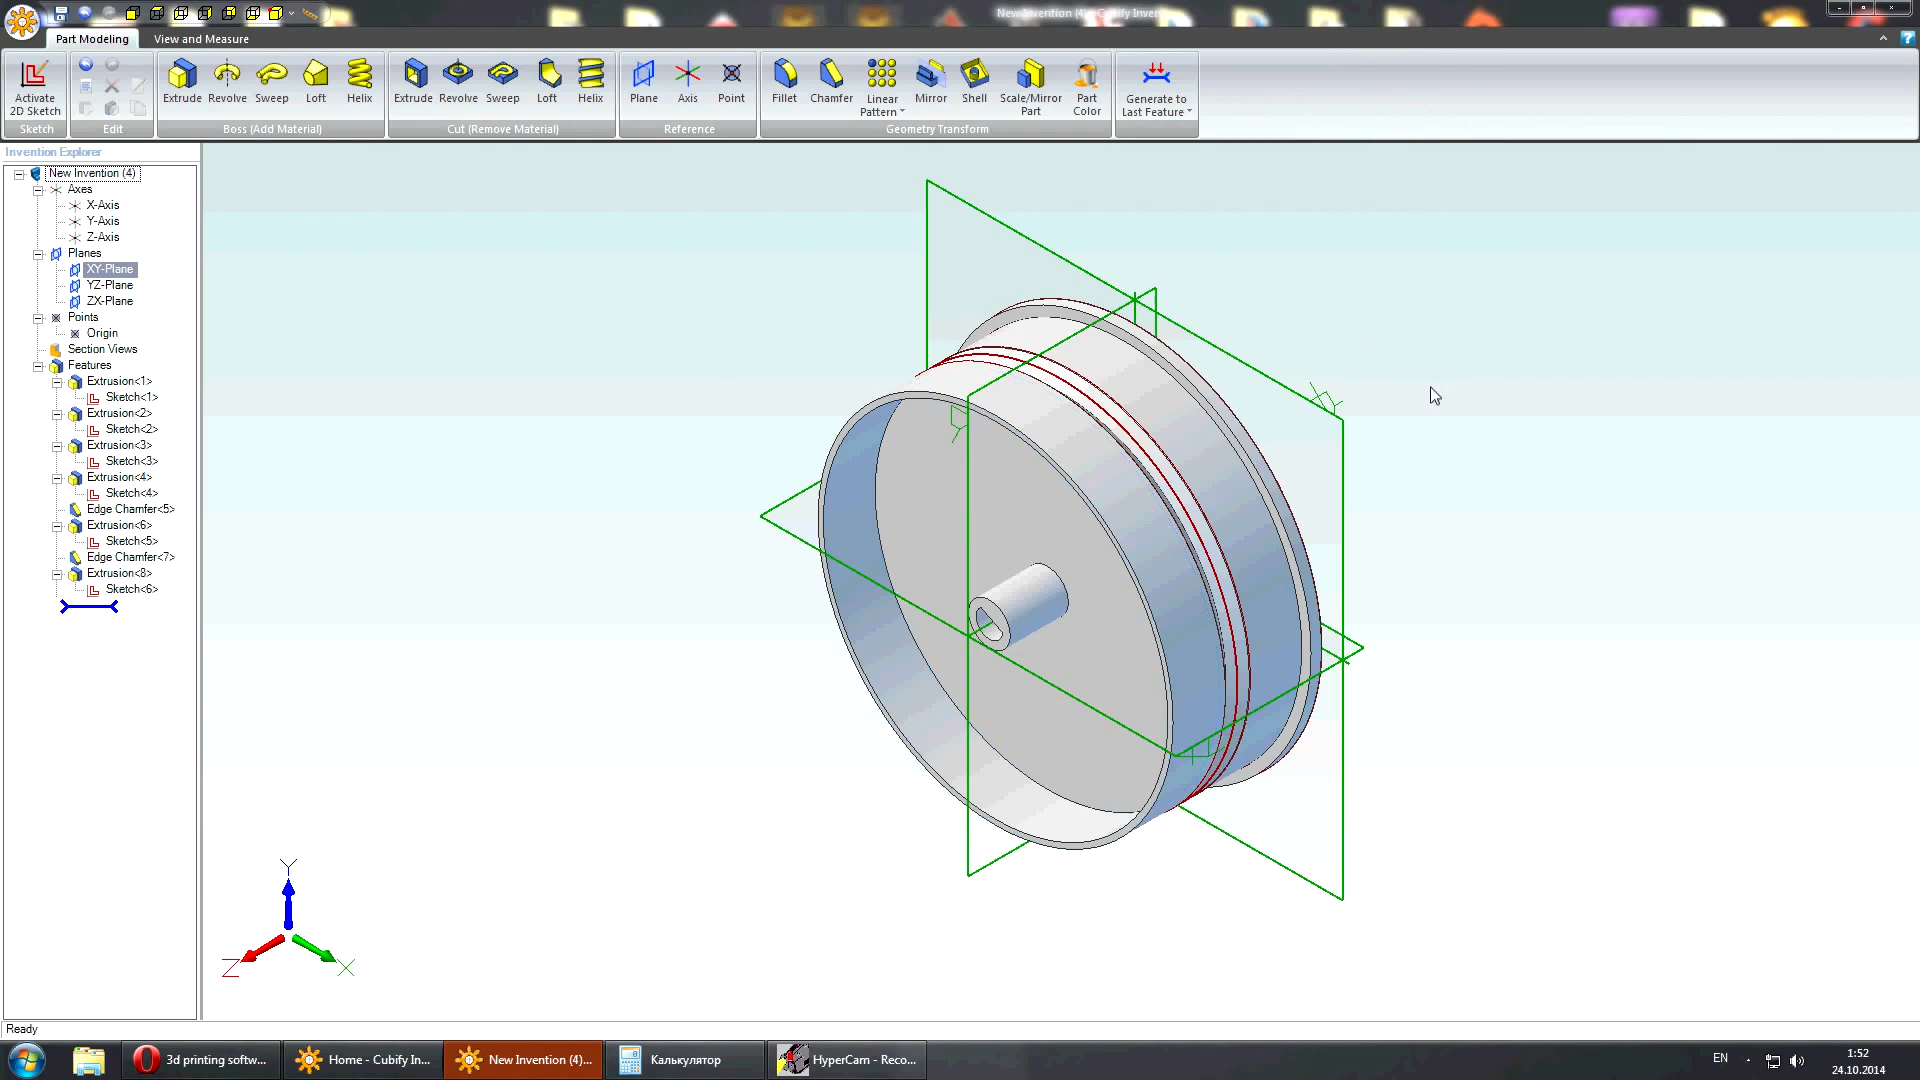 New Invention (4) - Cubify Inven
Part Modeling
View and Measure
Activate
2D Sketch
Sketch
Edit
Extrude
Revolve
Sweep
Loft
Helix
Boss (Add Material)
Extrude
Revolve
Sweep
Loft
Helix
Cut (Remove Material)
Plane
Axis
Point
Reference
Fillet
Chamfer
Linear
Pattern
Mirror
Shell
Scale/Mirror
Part
Part
Color
Geometry Transform
Generate to
Last Feature
Invention Explorer
New Invention (4)
Axes
X-Axis
Y-Axis
Z-Axis
Planes
XY-Plane
YZ-Plane
ZX-Plane
Points
Origin
Section Views
Features
Extrusion<1>
Sketch<1>
Extrusion<2>
Sketch<2>
Extrusion<3>
Sketch<3>
Extrusion<4>
Sketch<4>
Edge Chamfer<5>
Extrusion<6>
Sketch<5>
Edge Chamfer<7>
Extrusion<8>
Sketch<6>
Y
Z
X
Ready
3d printing softw...
Home - Cubify In...
New Invention (4)...
Калькулятор
HyperCam - Reco...
EN
1:52
24.10.2014